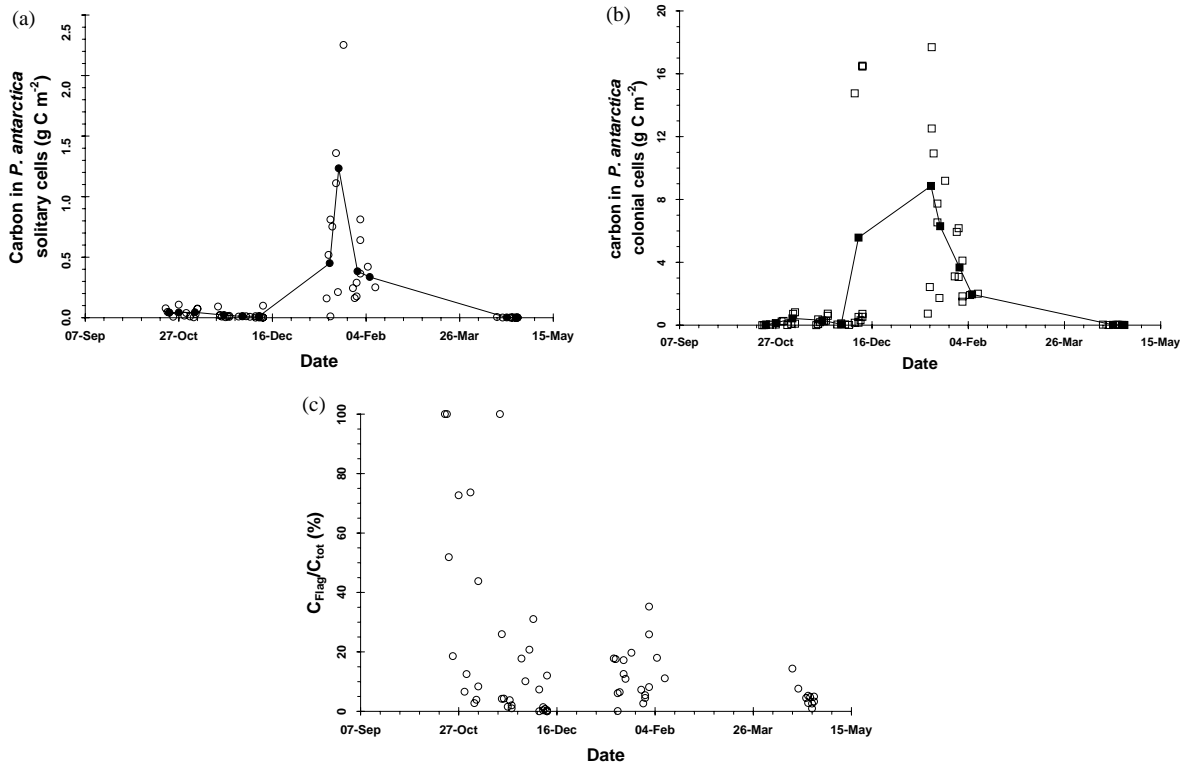 (a)
Carbon in P. antarctica
solitary cells (g C m-2)
2.5
2.0
1.5
1.0
0.5
0.0
07-Sep 27-Oct 16-Dec 04-Feb 26-Mar 15-May
Date
(b)
carbon in P. antarctica
colonial cells (g C m-2)
20
16
12
8
4
0
07-Sep 27-Oct 16-Dec 04-Feb 26-Mar 15-May
Date
(c)
CFlag/Ctot (%)
100
80
60
40
20
0
07-Sep 27-Oct 16-Dec 04-Feb 26-Mar 15-May
Date